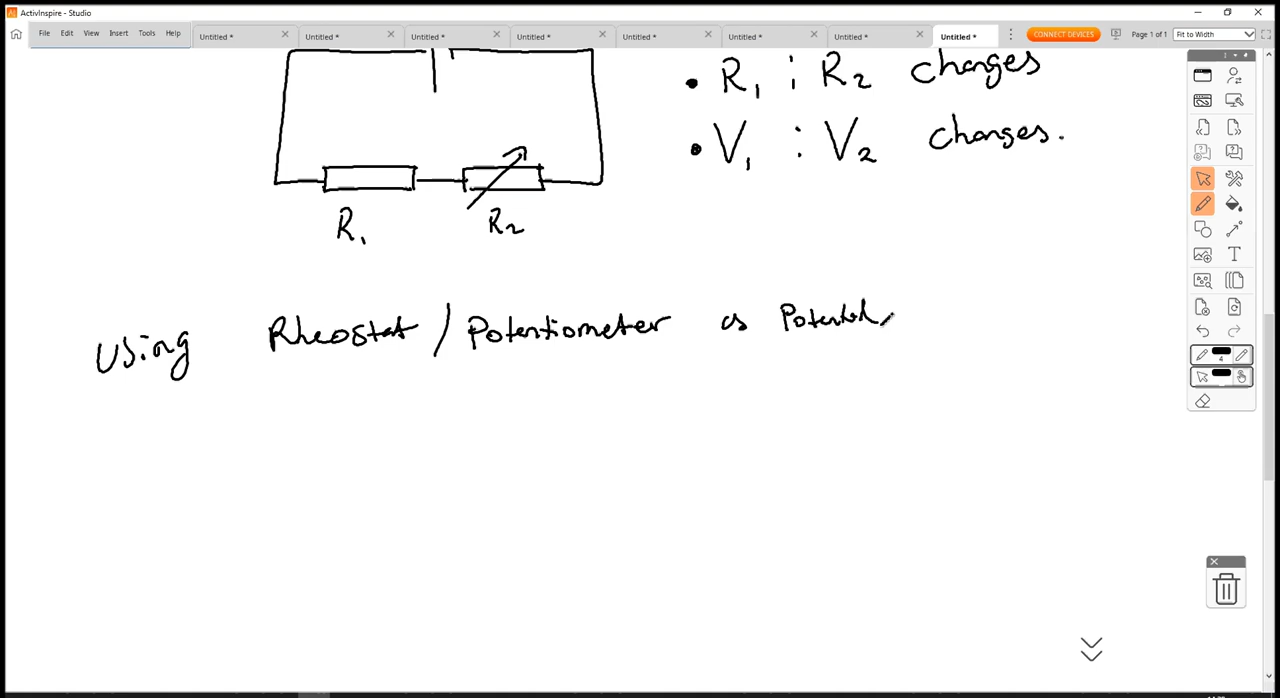 ActivInspire - Studio
File Edit View Insert Tools Help
Untitled * Untitled * Untitled * Untitled * Untitled * Untitled * Untitled * Untitled *
CONNECT DEVICES
Page 1 of 1
Fit to Width
• R₁ : R₂ changes
• V₁ : V₂ changes.
R₁ R₂
Using Rheostat / Potentiometer as
4